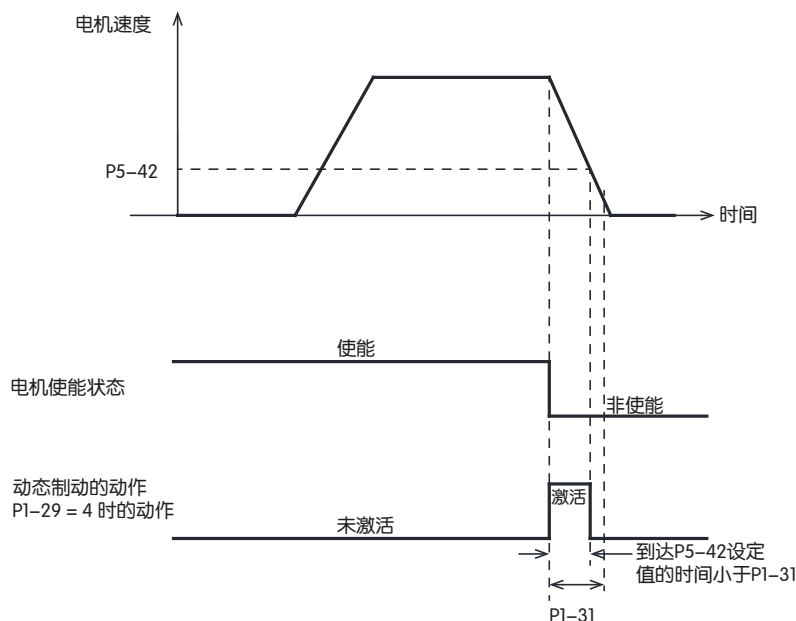 电机速度
P5-42
时间
使能
电机使能状态
非使能
动态制动的动作
P1-29 = 4 时的动作
激活
未激活
到达P5-42设定
值的时间小于P1-31
P1-31